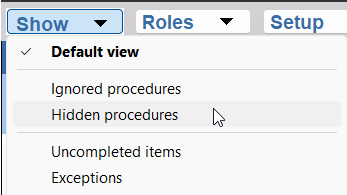 Show Roles Setup
Default view
Ignored procedures
Hidden procedures
Uncompleted items
Exceptions